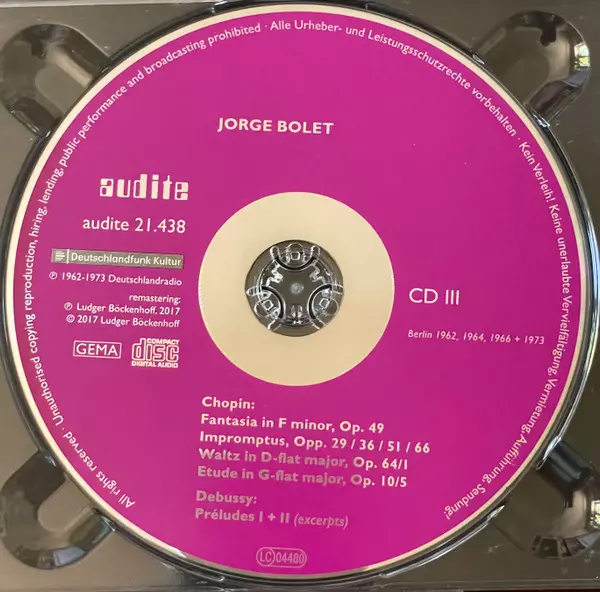 All rights reserved · Unauthorised copying reproduction, hiring, lending, public performance and broadcasting prohibited · Alle Urheber- und Leistungsschutzrechte vorbehalten · Kein Verleih! Keine unerlaubte Vervielfältigung, Vermietung, Aufführung, Sendung!
JORGE BOLET
audite
audite 21.438
Deutschlandfunk Kultur
℗ 1962-1973 Deutschlandradio
remastering:
℗ Ludger Böckenhoff, 2017
© 2017 Ludger Böckenhoff
GEMA
COMPACT
disc
DIGITAL AUDIO
CD III
Berlin 1962, 1964, 1966 + 1973
Chopin:
Fantasia in F minor, Op. 49
Impromptus, Opp. 29 / 36 / 51 / 66
Waltz in D-flat major, Op. 64/1
Etude in G-flat major, Op. 10/5
Debussy:
Préludes I + II (excerpts)
LC 04480